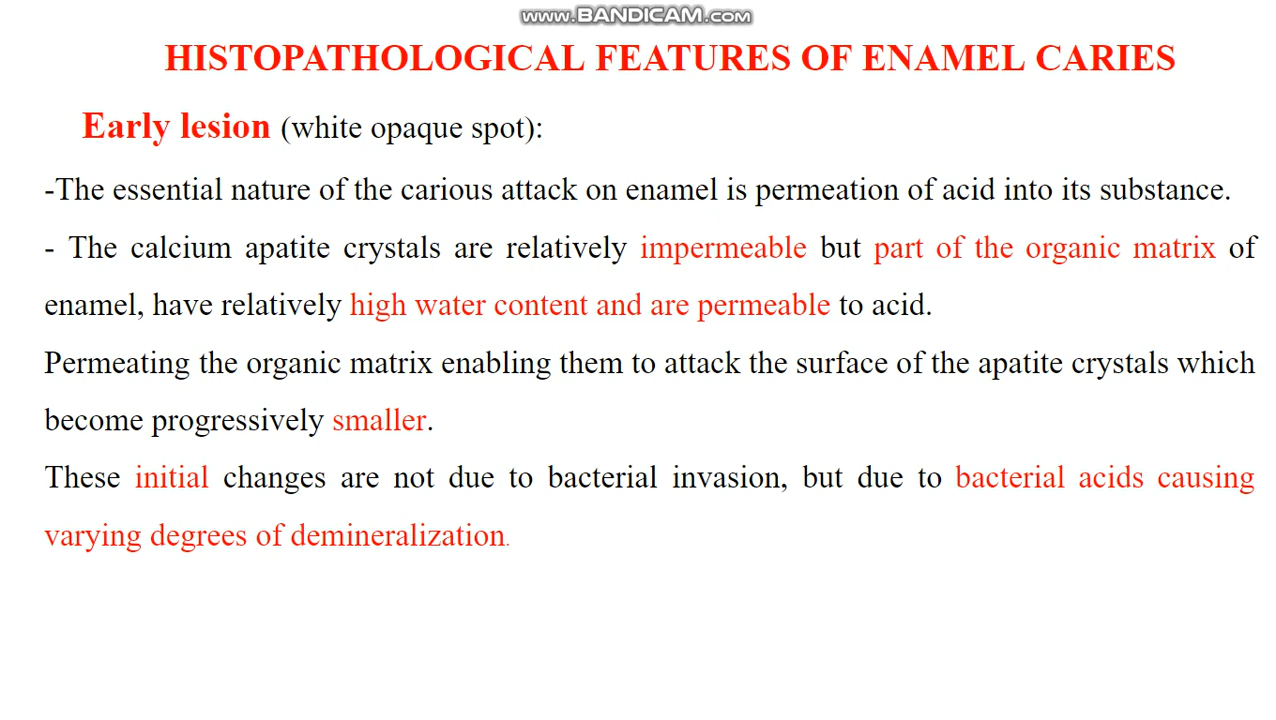 www.BANDICAM.com
HISTOPATHOLOGICAL FEATURES OF ENAMEL CARIES
Early lesion (white opaque spot):
-The essential nature of the carious attack on enamel is permeation of acid into its substance.
- The calcium apatite crystals are relatively impermeable but part of the organic matrix of
enamel, have relatively high water content and are permeable to acid.
Permeating the organic matrix enabling them to attack the surface of the apatite crystals which
become progressively smaller.
These initial changes are not due to bacterial invasion, but due to bacterial acids causing
varying degrees of demineralization.